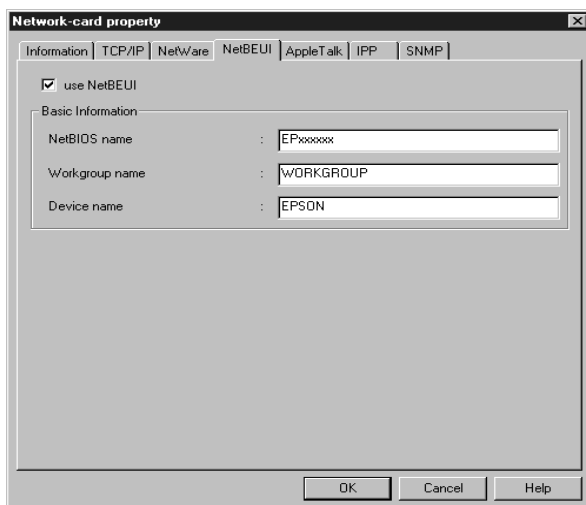 Network-card property
Information TCP/IP NetWare NetBEUI AppleTalk IPP SNMP
use NetBEUI
Basic Information
NetBIOS name : EPxxxxxx
Workgroup name : WORKGROUP
Device name : EPSON
OK Cancel Help